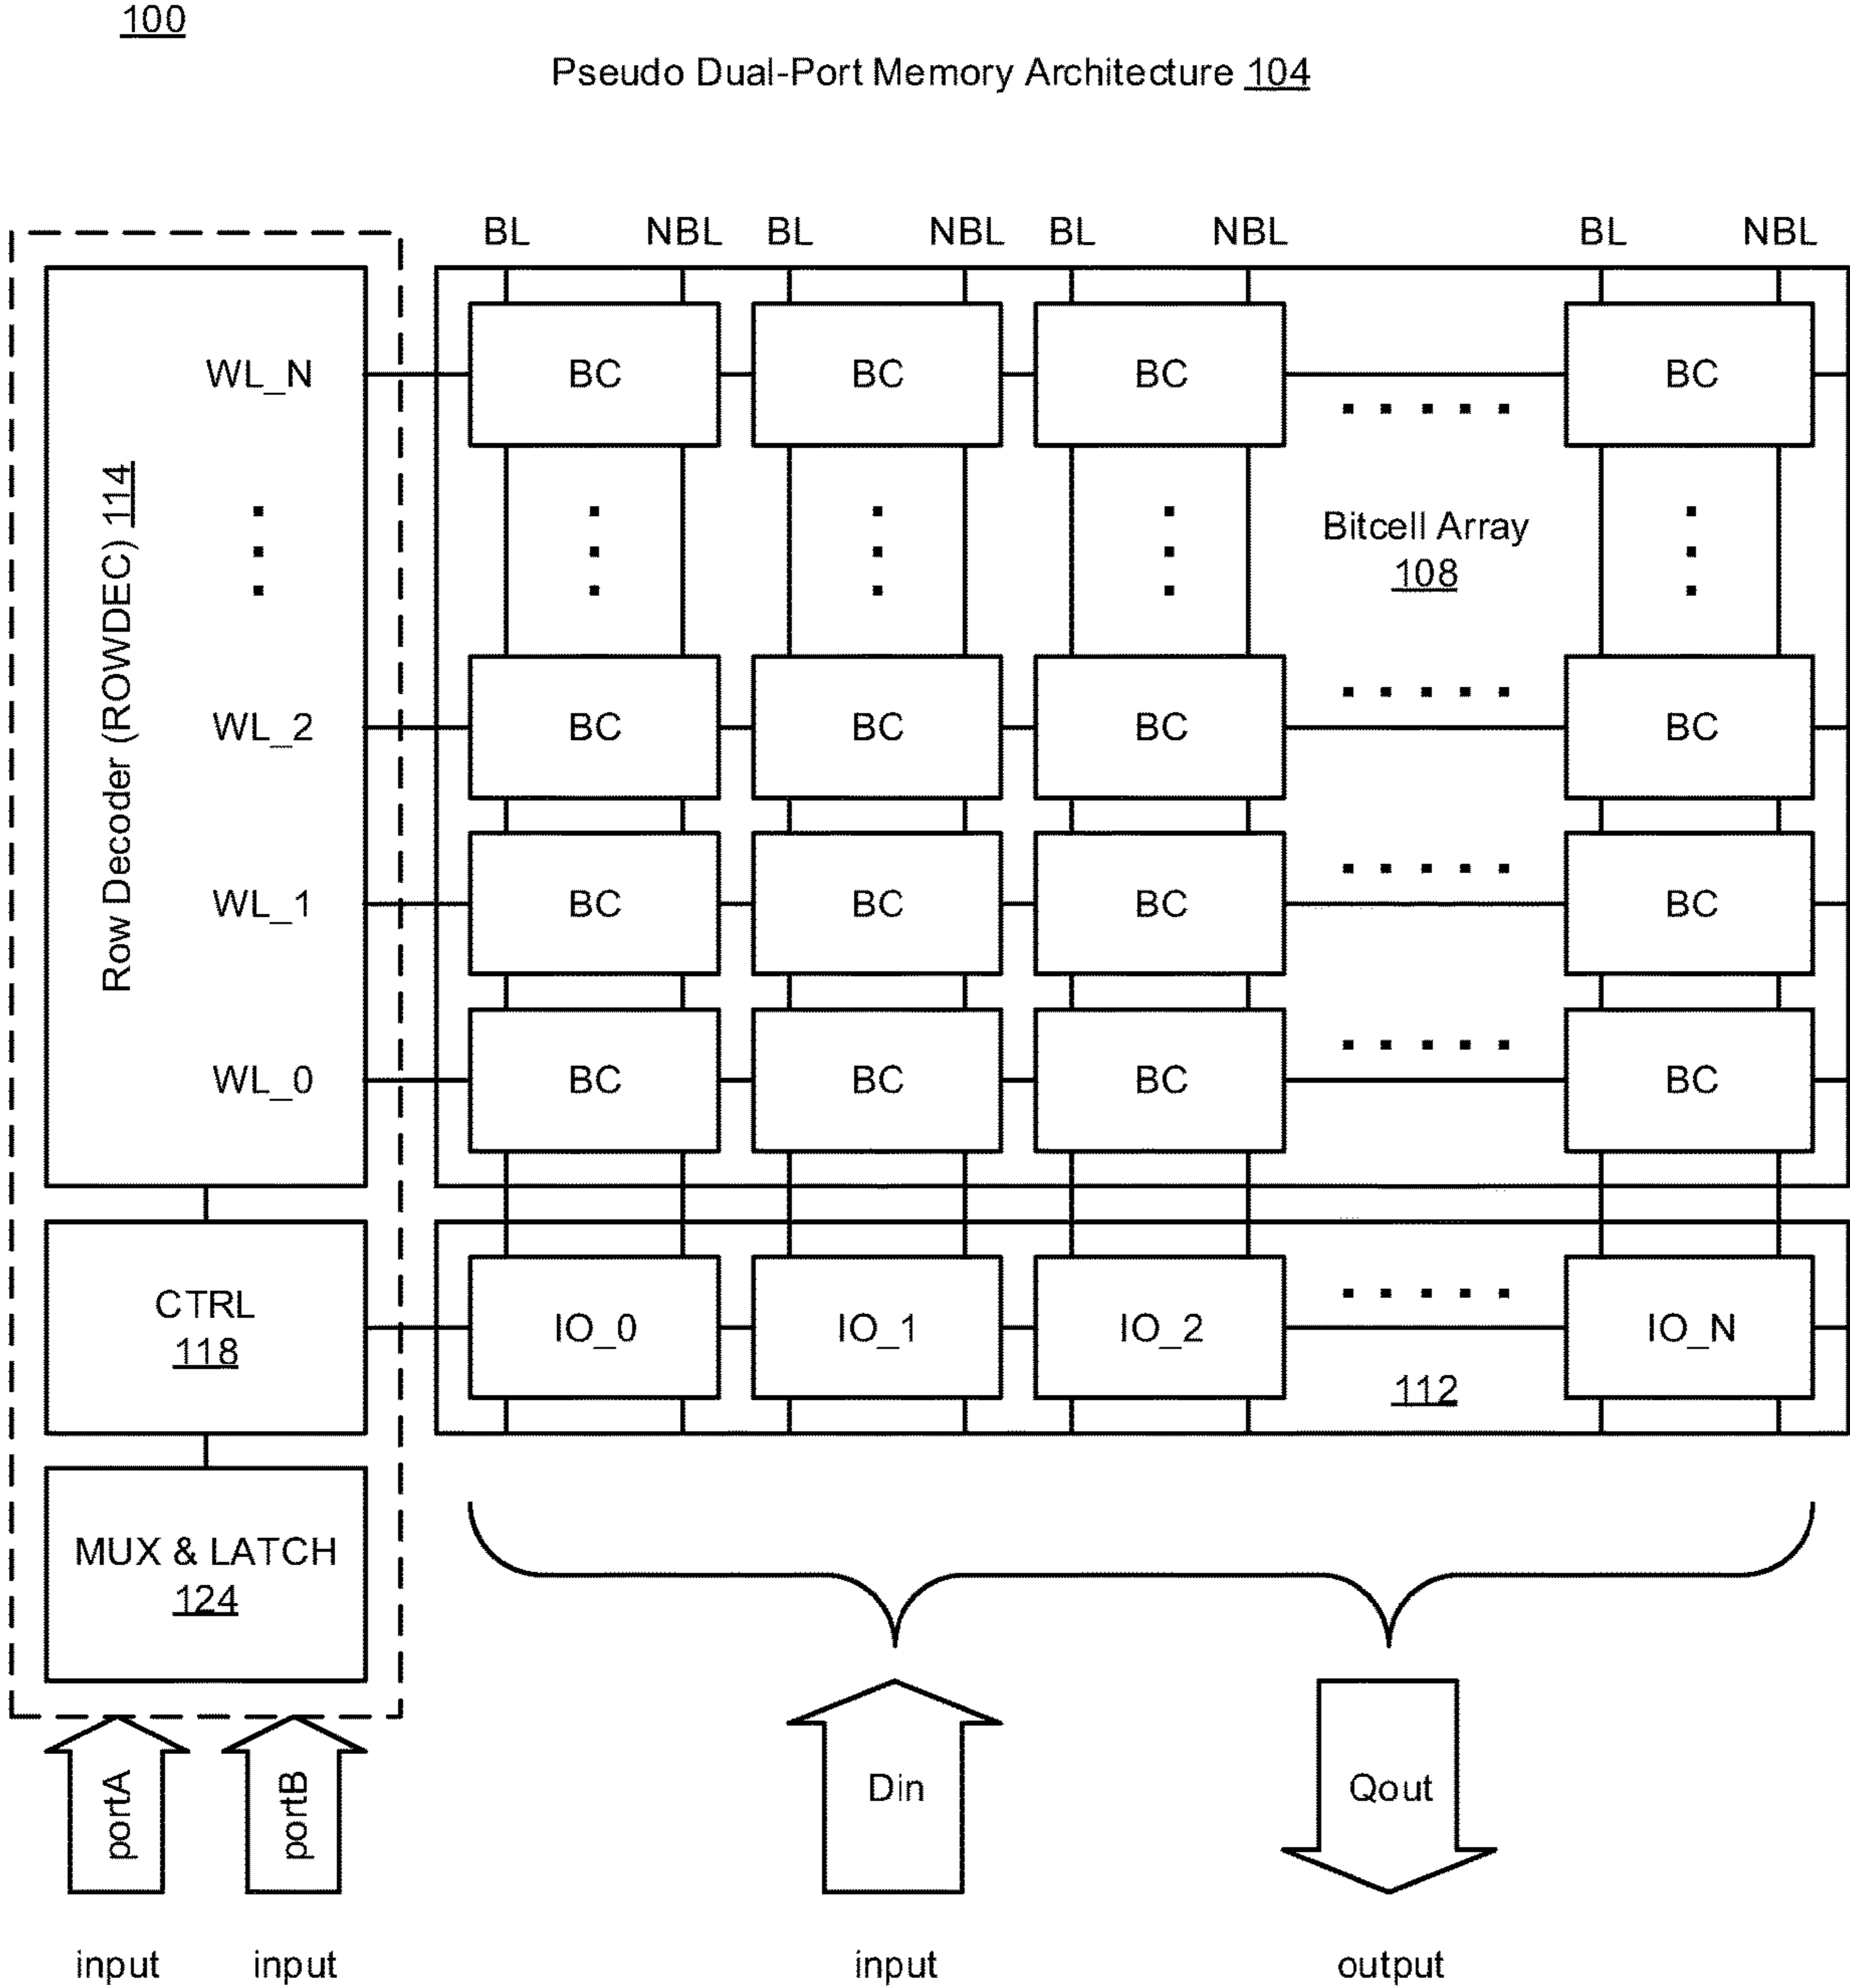 100
Pseudo Dual-Port Memory Architecture 104
BL NBL BL NBL BL NBL BL NBL
Row Decoder (ROWDEC) 114
WL_N BC BC BC BC
Bitcell Array
108
WL_2 BC BC BC BC
WL_1 BC BC BC BC
WL_0 BC BC BC BC
CTRL
118
IO_0 IO_1 IO_2 IO_N
112
MUX & LATCH
124
portA portB Din Qout
input input input output